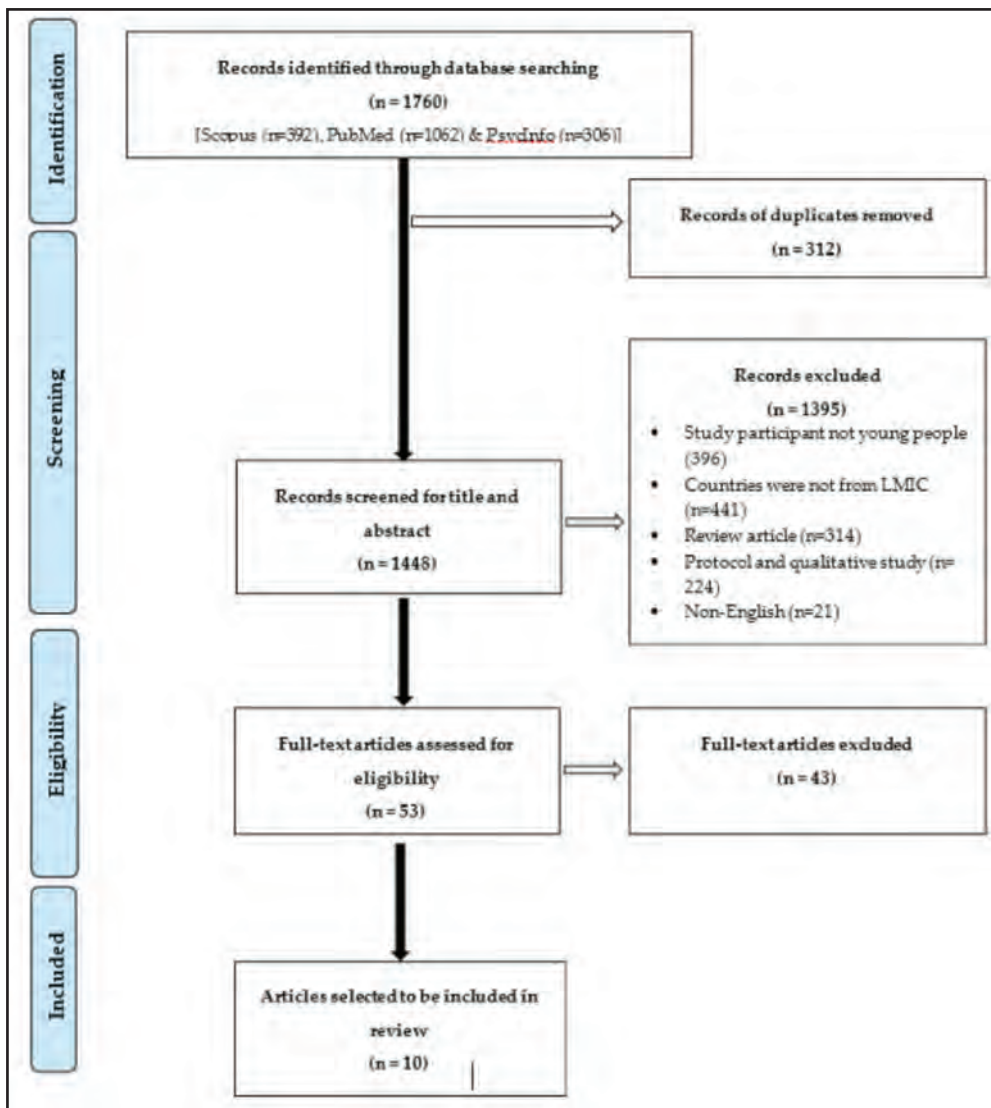 Identification
Records identified through database searching
(n = 1760)
[Scopus (n=392), PubMed (n=1062) & PsycInfo (n=306)]
Records of duplicates removed
(n = 312)
Screening
Records screened for title and
abstract
(n = 1448)
Records excluded
(n = 1395)
• Study participant not young people
(396)
• Countries were not from LMIC
(n=441)
• Review article (n=314)
• Protocol and qualitative study (n=
224)
• Non-English (n=21)
Eligibility
Full-text articles assessed for
eligibility
(n = 53)
Full-text articles excluded
(n = 43)
Included
Articles selected to be included in
review
(n = 10)